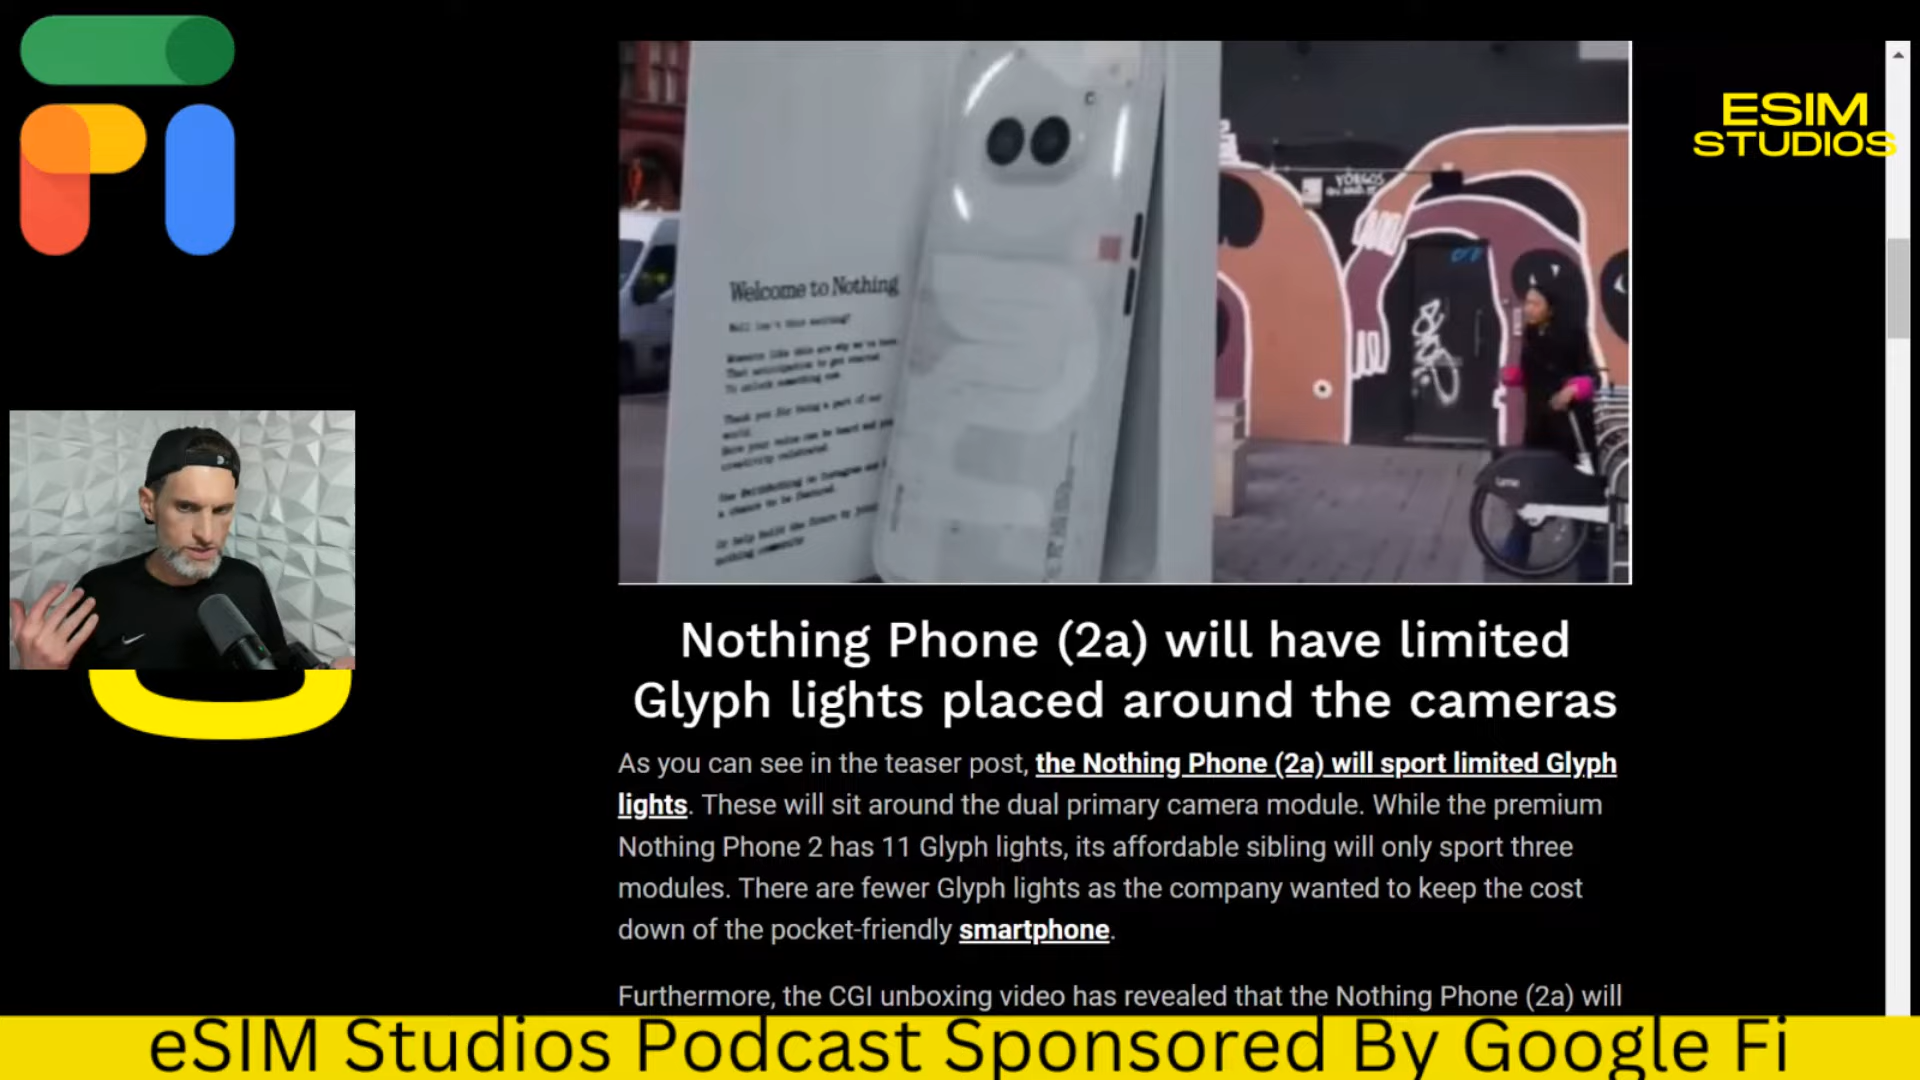 ESIM
STUDIOS
YORGOS
Welcome to Nothing
Well isn't this exciting?
Nothing Phone (2a) will have limited
Glyph lights placed around the cameras
As you can see in the teaser post, the Nothing Phone (2a) will sport limited Glyph
lights. These will sit around the dual primary camera module. While the premium
Nothing Phone 2 has 11 Glyph lights, its affordable sibling will only sport three
modules. There are fewer Glyph lights as the company wanted to keep the cost
down of the pocket-friendly smartphone.
Furthermore, the CGI unboxing video has revealed that the Nothing Phone (2a) will
eSIM Studios Podcast Sponsored By Google Fi